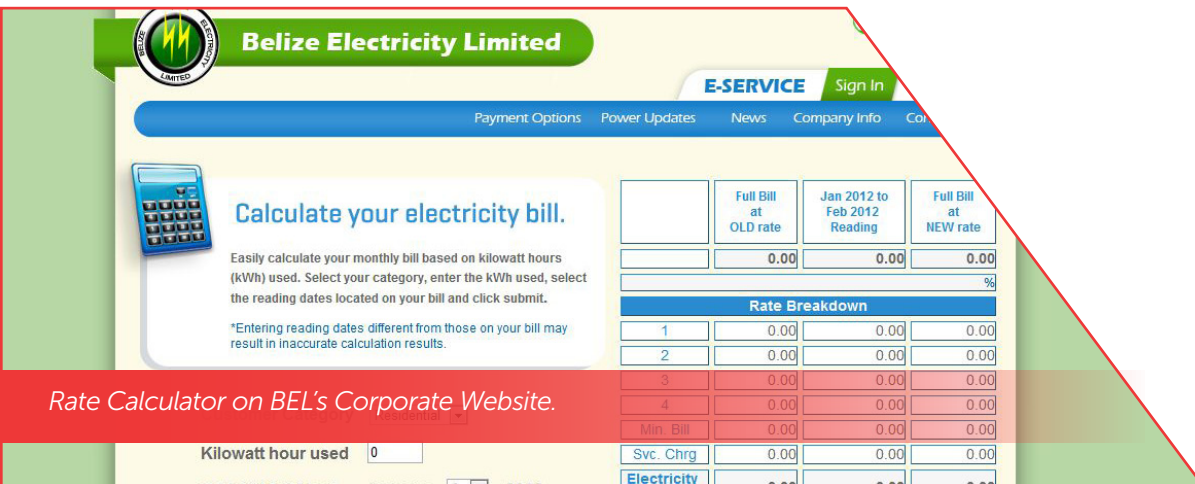 BELIZE
ELECTRICITY
LIMITED
Belize Electricity Limited
E-SERVICE
Sign In
Payment Options
Power Updates
News
Company Info
Calculate your electricity bill.
Easily calculate your monthly bill based on kilowatt hours
(kWh) used. Select your category, enter the kWh used, select
the reading dates located on your bill and click submit.
*Entering reading dates different from those on your bill may
result in inaccurate calculation results.
Rate Calculator on BEL's Corporate Website.
Residential
Kilowatt hour used 0
Full Bill
at
OLD rate
Jan 2012 to
Feb 2012
Reading
Full Bill
at
NEW rate
0.00 0.00 0.00
%
Rate Breakdown
1 0.00 0.00 0.00
2 0.00 0.00 0.00
3 0.00 0.00 0.00
4 0.00 0.00 0.00
Min. Bill 0.00 0.00 0.00
Svc. Chrg 0.00 0.00 0.00
Electricity